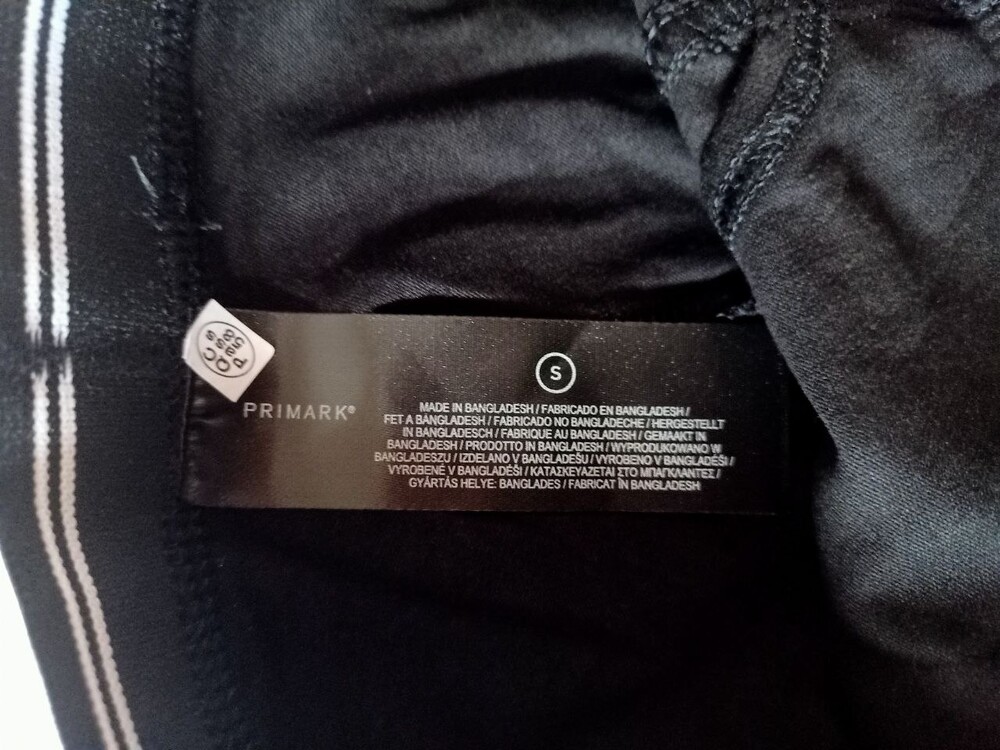 PRIMARK®
S
MADE IN BANGLADESH / FABRICADO EN BANGLADESH /
FET A BANGLADESH / FABRICADO NO BANGLADECHE / HERGESTELLT
IN BANGLADESCH / FABRIQUE AU BANGLADESH / GEMAAKT IN
BANGLADESH / PRODOTTO IN BANGLADESH / WYPRODUKOWANO W
BANGLADESZU / IZDELANO V BANGLADEŠU / VYROBENO V BANGLADÉŠI /
VYROBENÉ V BANGLADÉŠI / ΚΑΤΑΣΚΕΥΑΖΕΤΑΙ ΣΤΟ ΜΠΑΓΚΛΑΝΤΕΣ /
GYÁRTÁS HELYE: BANGLADES / FABRICAT ÎN BANGLADESH